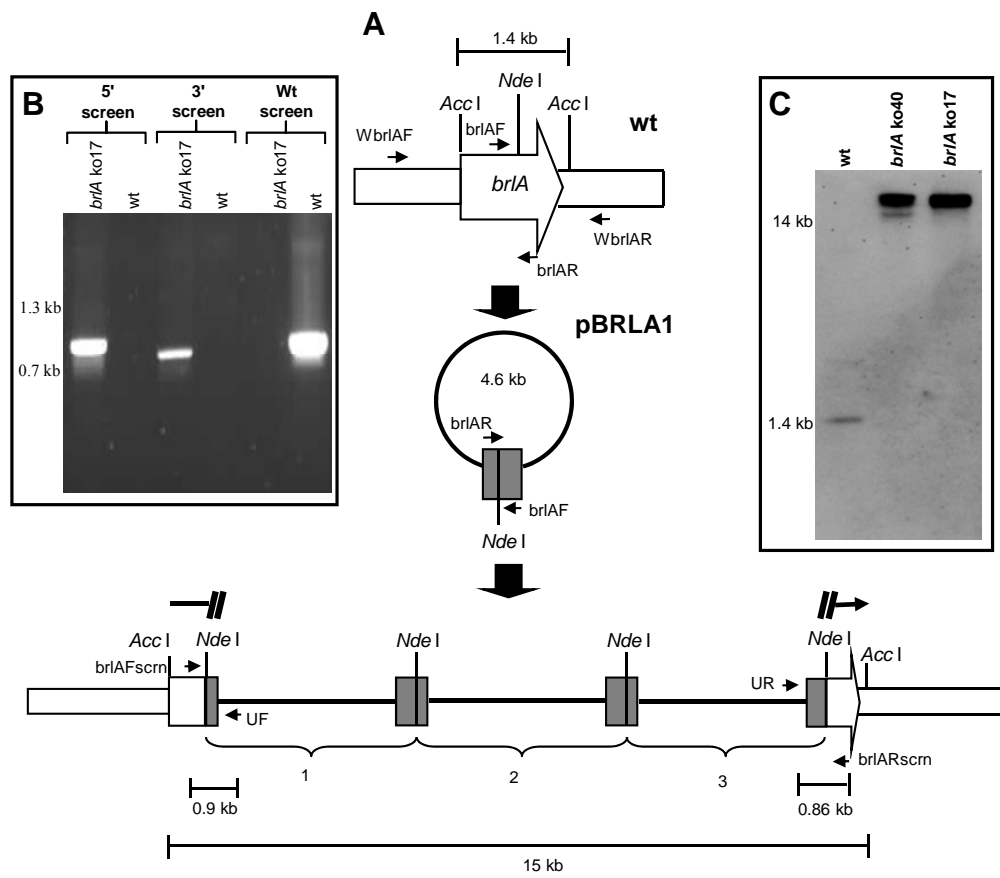 A
1.4 kb
Nde I
Acc I
Acc I
brlAF
WbrlAF
wt
brlA
WbrlAR
brlAR
B
5' screen
3' screen
Wt screen
brlA ko17
wt
brlA ko17
wt
brlA ko17
wt
1.3 kb
0.7 kb
C
wt
brlA ko40
brlA ko17
14 kb
1.4 kb
pBRLA1
4.6 kb
brlAR
brlAF
Nde I
Acc I
Nde I
Nde I
Nde I
Nde I
Acc I
brlAFscrn
UF
UR
brlARscrn
1
2
3
0.9 kb
0.86 kb
15 kb